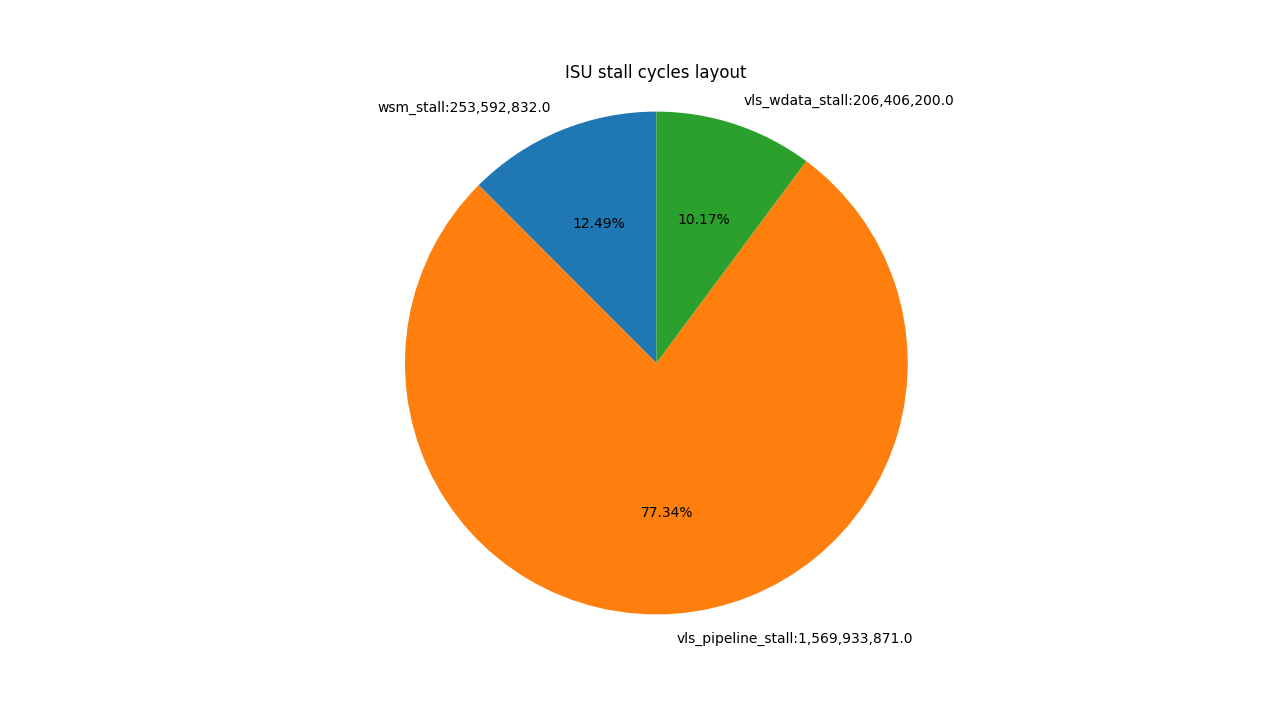 ISU stall cycles layout
vls_wdata_stall:206,406,200.0
wsm_stall:253,592,832.0
10.17%
12.49%
77.34%
vls_pipeline_stall:1,569,933,871.0